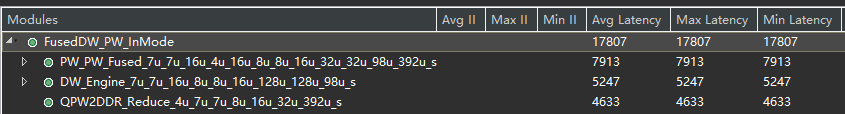 Modules Avg II Max II Min II Avg Latency Max Latency Min Latency
FusedDW_PW_InMode 17807 17807 17807
PW_PW_Fused_7u_7u_16u_4u_16u_8u_8u_16u_32u_32u_98u_392u_s 7913 7913 7913
DW_Engine_7u_7u_16u_8u_8u_16u_128u_128u_98u_s 5247 5247 5247
QPW2DDR_Reduce_4u_7u_7u_8u_16u_32u_392u_s 4633 4633 4633